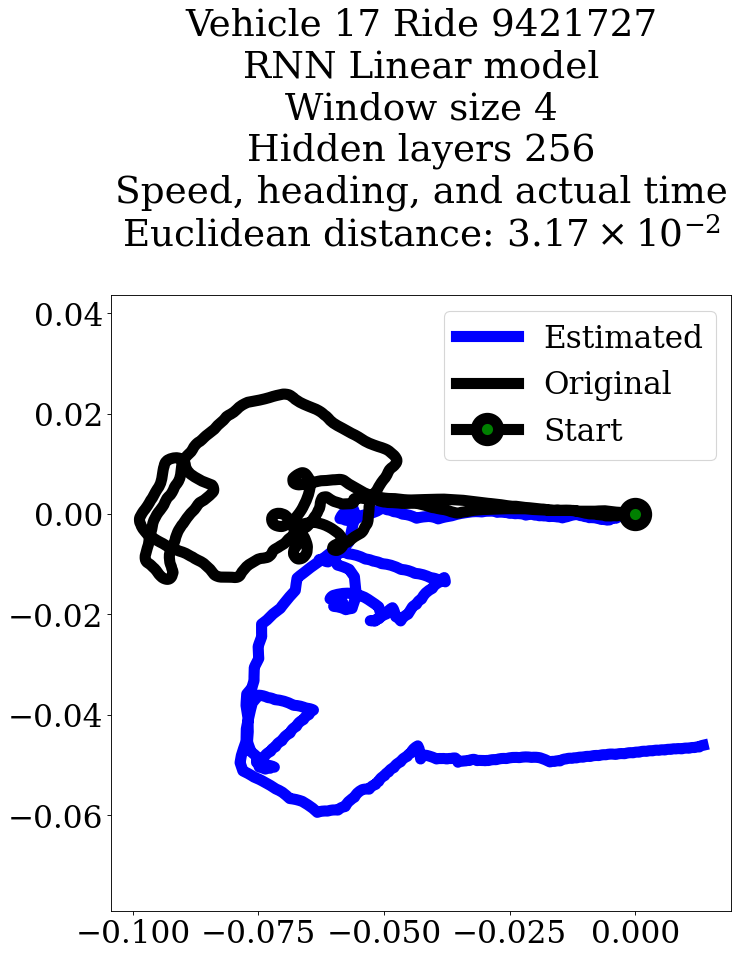 Vehicle 17 Ride 9421727
RNN Linear model
Window size 4
Hidden layers 256
Speed, heading, and actual time
Euclidean distance: 3.17 × 10⁻²
Estimated
Original
Start
0.04
0.02
0.00
−0.02
−0.04
−0.06
−0.100 −0.075 −0.050 −0.025 0.000